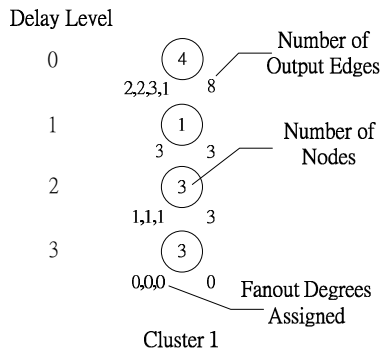 Delay Level
Number of
Output Edges
0
4
2,2,3,1
8
1
1
3
3
Number of
Nodes
2
3
1,1,1
3
3
3
0,0,0
0
Fanout Degrees
Assigned
Cluster 1